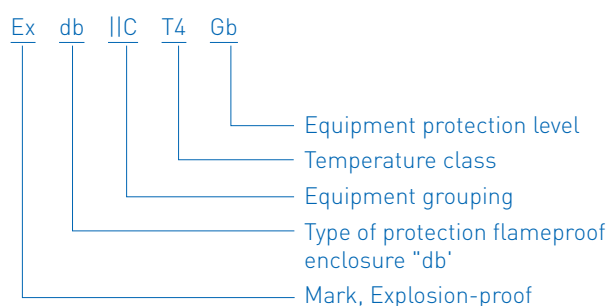 Ex db ||C T4 Gb
Equipment protection level
Temperature class
Equipment grouping
Type of protection flameproof
enclosure "db'
Mark, Explosion-proof